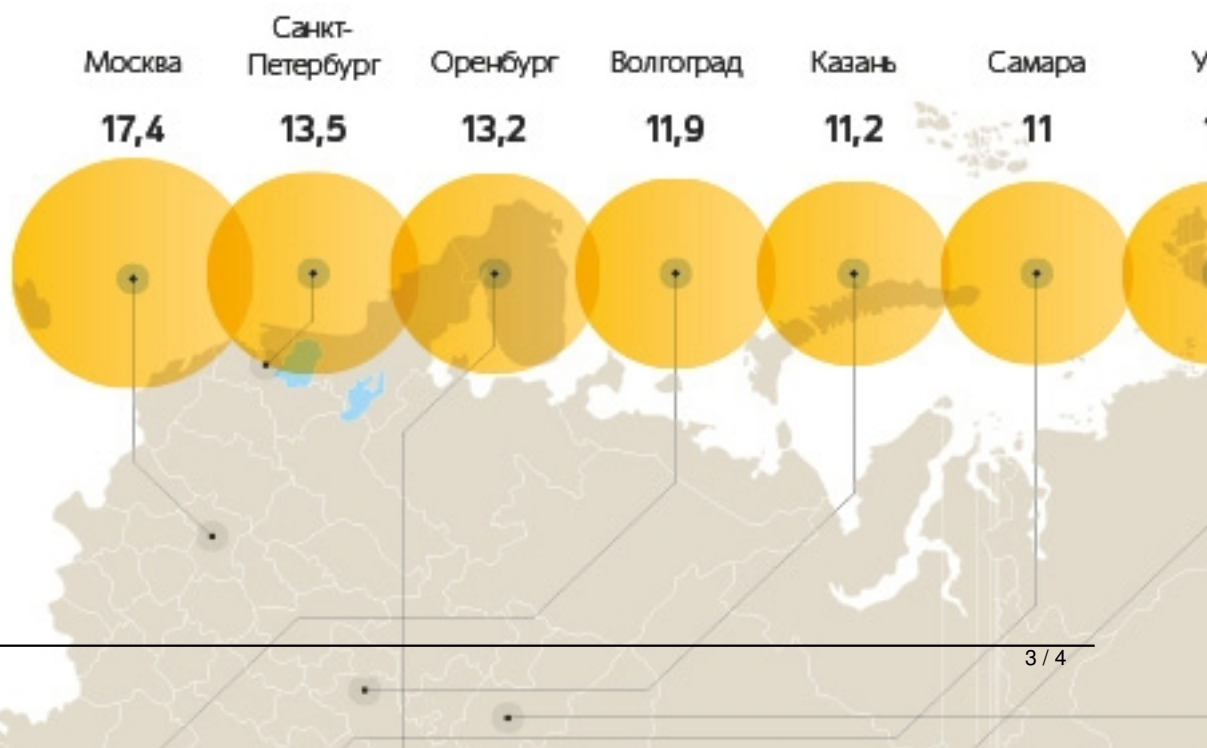 Москва
Санкт-
Петербург
Оренбург
Волгоград
Казань
Самара
17,4
13,5
13,2
11,9
11,2
11
3 / 4